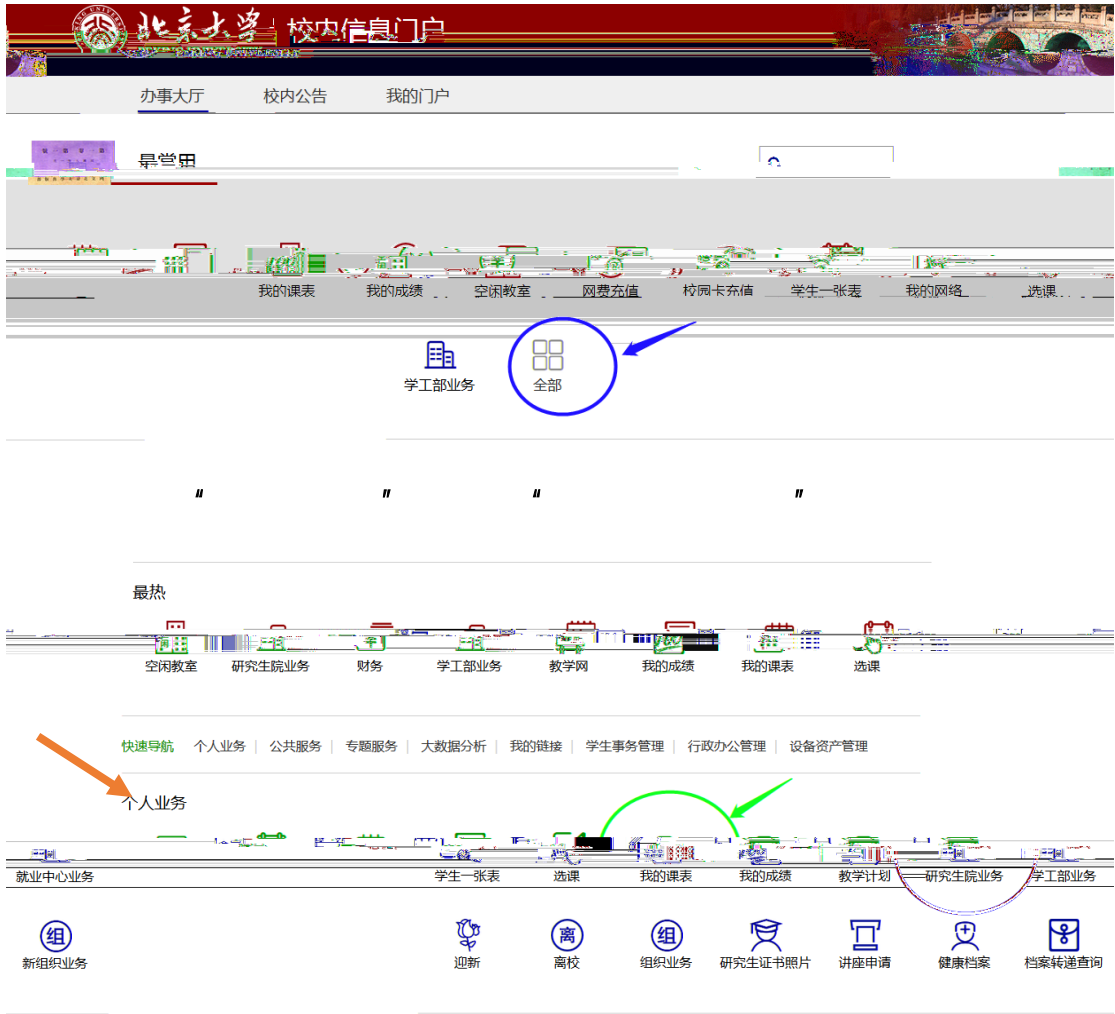 北京大学 校内信息门户
办事大厅 校内公告 我的门户
最常用
我的课表 我的成绩 空闲教室 网费充值 校园卡充值 学生一张表 我的网络 选课
学工部业务 全部
“ ” “ ”
最热
空闲教室 研究生院业务 财务 学工部业务 教学网 我的成绩 我的课表 选课
快速导航 个人业务 | 公共服务 | 专题服务 | 大数据分析 | 我的链接 | 学生事务管理 | 行政办公管理 | 设备资产管理
个人业务
就业中心业务 学生一张表 选课 我的课表 我的成绩 教学计划 研究生院业务 学工部业务
组 离 组
新组织业务 迎新 离校 组织业务 研究生证书照片 讲座申请 健康档案 档案转递查询